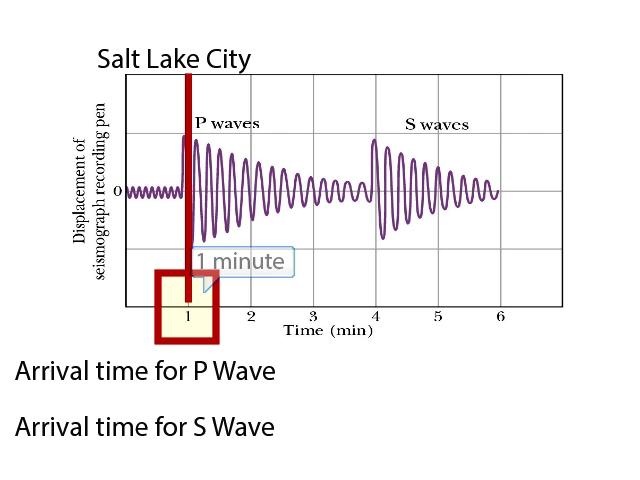 Salt Lake City
P waves
S waves
Displacement of
seismograph recording pen
0
1 minute
1 2 3 4 5 6
Time (min)
Arrival time for P Wave
Arrival time for S Wave